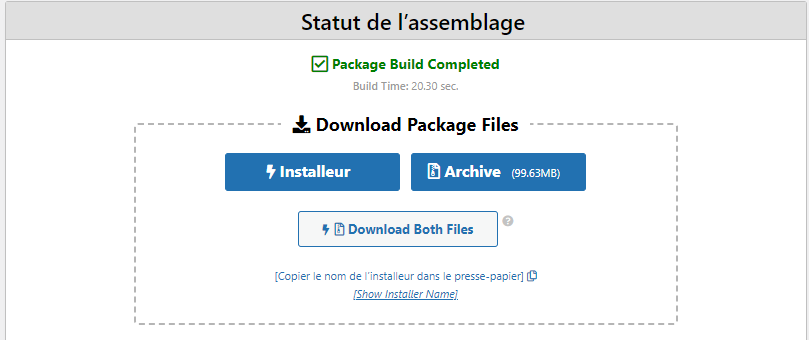 Statut de l’assemblage
Package Build Completed
Build Time: 20.30 sec.
Download Package Files
Installeur
Archive (99.63MB)
Download Both Files
[Copier le nom de l'installeur dans le presse-papier]
[Show Installer Name]